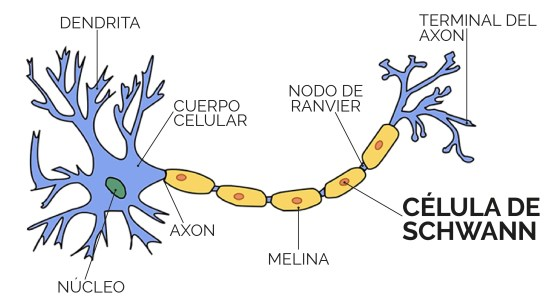 DENDRITA
TERMINAL DEL
AXON
NODO DE
RANVIER
CUERPO
CELULAR
CÉLULA DE
SCHWANN
AXON
MELINA
NÚCLEO